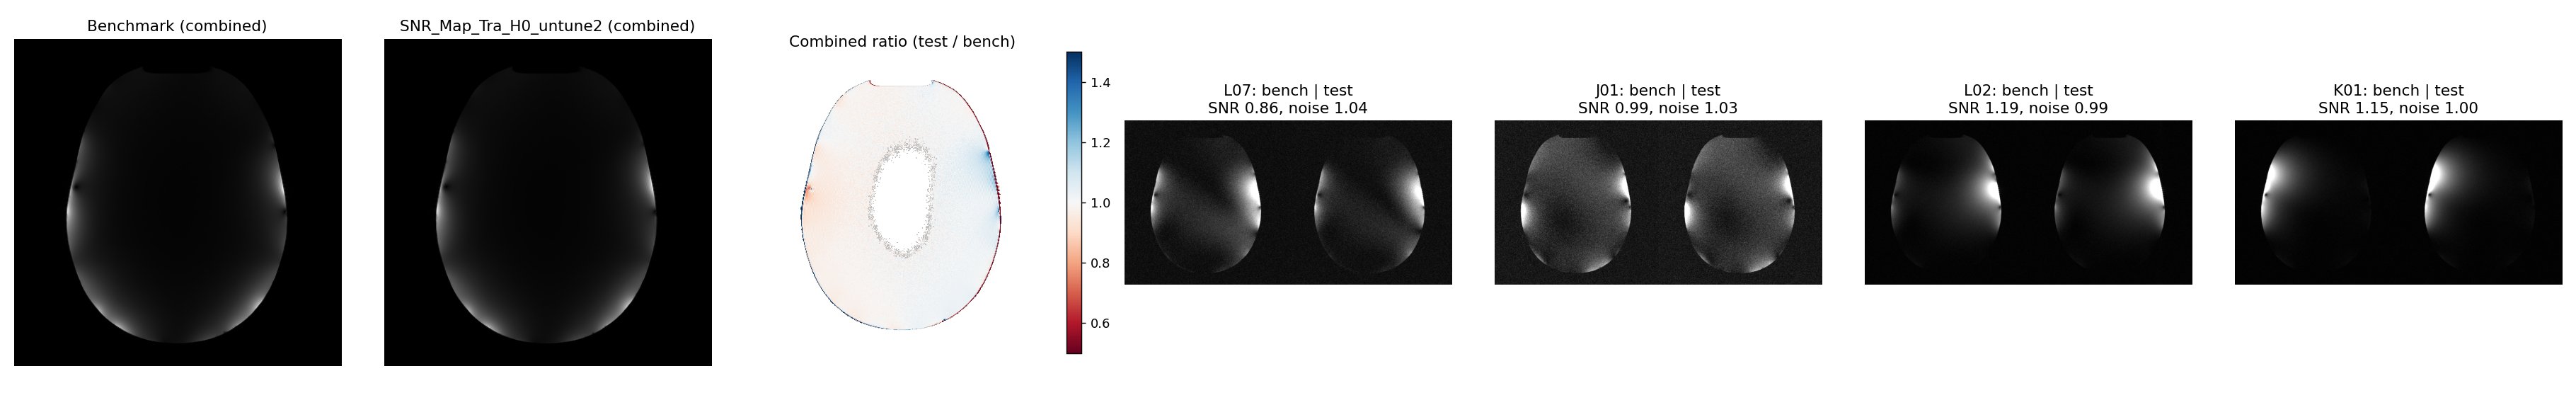 Benchmark (combined)
SNR_Map_Tra_H0_untune2 (combined)
Combined ratio (test / bench)
1.4
1.2
1.0
0.8
0.6
L07: bench | test
SNR 0.86, noise 1.04
J01: bench | test
SNR 0.99, noise 1.03
L02: bench | test
SNR 1.19, noise 0.99
K01: bench | test
SNR 1.15, noise 1.00